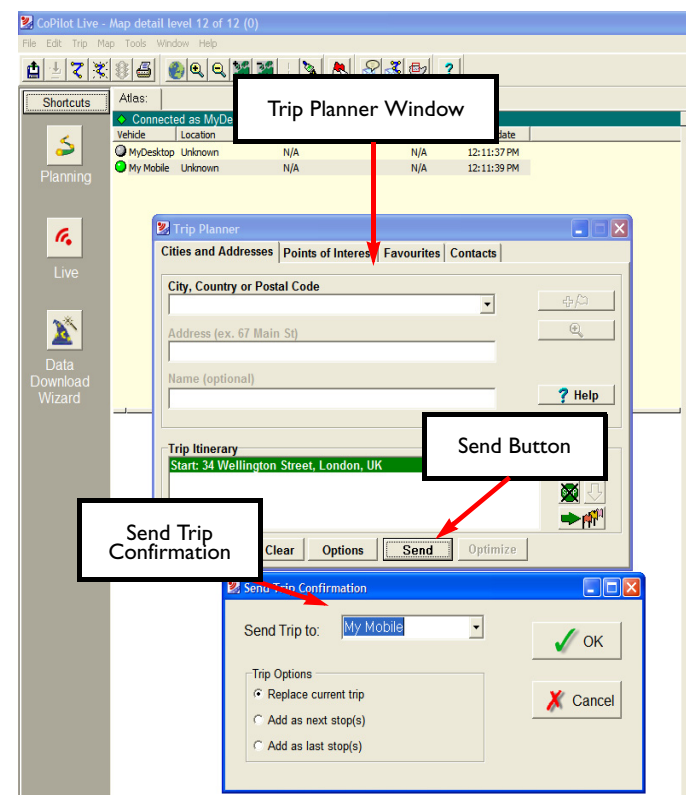 CoPilot Live - Map detail level 12 of 12 (0)
File Edit Trip Map Tools Window Help
Shortcuts
Atlas:
Trip Planner Window
Connected as MyDe
Vehicle Location date
MyDesktop Unknown N/A N/A 12:11:37 PM
My Mobile Unknown N/A N/A 12:11:39 PM
Planning
Live
Data
Download
Wizard
Trip Planner
Cities and Addresses Points of Interest Favourites Contacts
City, Country or Postal Code
Address (ex. 67 Main St)
Name (optional)
? Help
Send Button
Trip Itinerary
Start: 34 Wellington Street, London, UK
Send Trip
Confirmation
Clear Options Send Optimize
Send Trip Confirmation
Send Trip to: My Mobile
OK
Trip Options
Replace current trip
Cancel
Add as next stop(s)
Add as last stop(s)